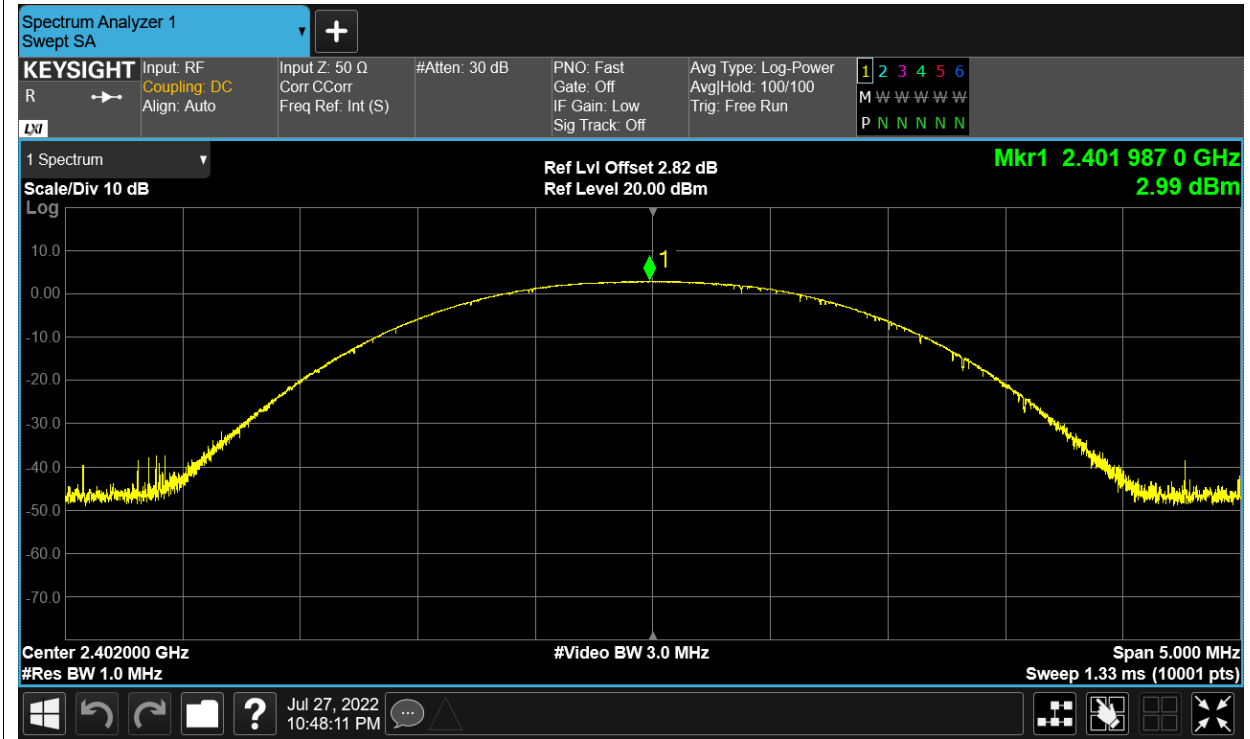 Spectrum Analyzer 1
Swept SA
KEYSIGHT
R
LXI
Input: RF
Coupling: DC
Align: Auto
Input Z: 50 Ω
Corr CCorr
Freq Ref: Int (S)
#Atten: 30 dB
PNO: Fast
Gate: Off
IF Gain: Low
Sig Track: Off
Avg Type: Log-Power
Avg|Hold: 100/100
Trig: Free Run
1 2 3 4 5 6
M W W W W W
P N N N N N N
1 Spectrum
Scale/Div 10 dB
Log
Ref Lvl Offset 2.82 dB
Ref Level 20.00 dBm
Mkr1 2.401 987 0 GHz
2.99 dBm
1
10.0
0.00
-10.0
-20.0
-30.0
-40.0
-50.0
-60.0
-70.0
Center 2.402000 GHz
#Video BW 3.0 MHz
Span 5.000 MHz
#Res BW 1.0 MHz
Sweep 1.33 ms (10001 pts)
?
Jul 27, 2022
10:48:11 PM